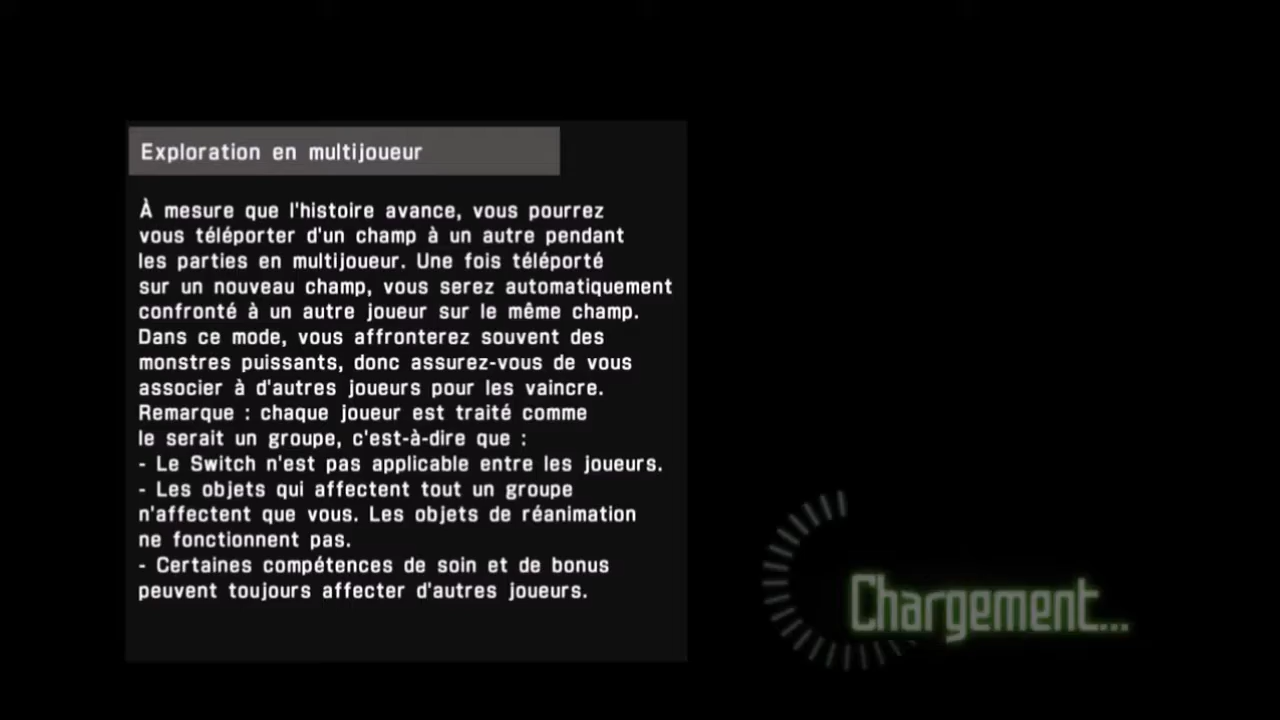 Exploration en multijoueur
À mesure que l'histoire avance, vous pourrez
vous téléporter d'un champ à un autre pendant
les parties en multijoueur. Une fois téléporté
sur un nouveau champ, vous serez automatiquement
confronté à un autre joueur sur le même champ.
Dans ce mode, vous affronterez souvent des
monstres puissants, donc assurez-vous de vous
associer à d'autres joueurs pour les vaincre.
Remarque : chaque joueur est traité comme
le serait un groupe, c'est-à-dire que :
- Le Switch n'est pas applicable entre les joueurs.
- Les objets qui affectent tout un groupe
n'affectent que vous. Les objets de réanimation
ne fonctionnent pas.
- Certaines compétences de soin et de bonus
peuvent toujours affecter d'autres joueurs.
Chargement...